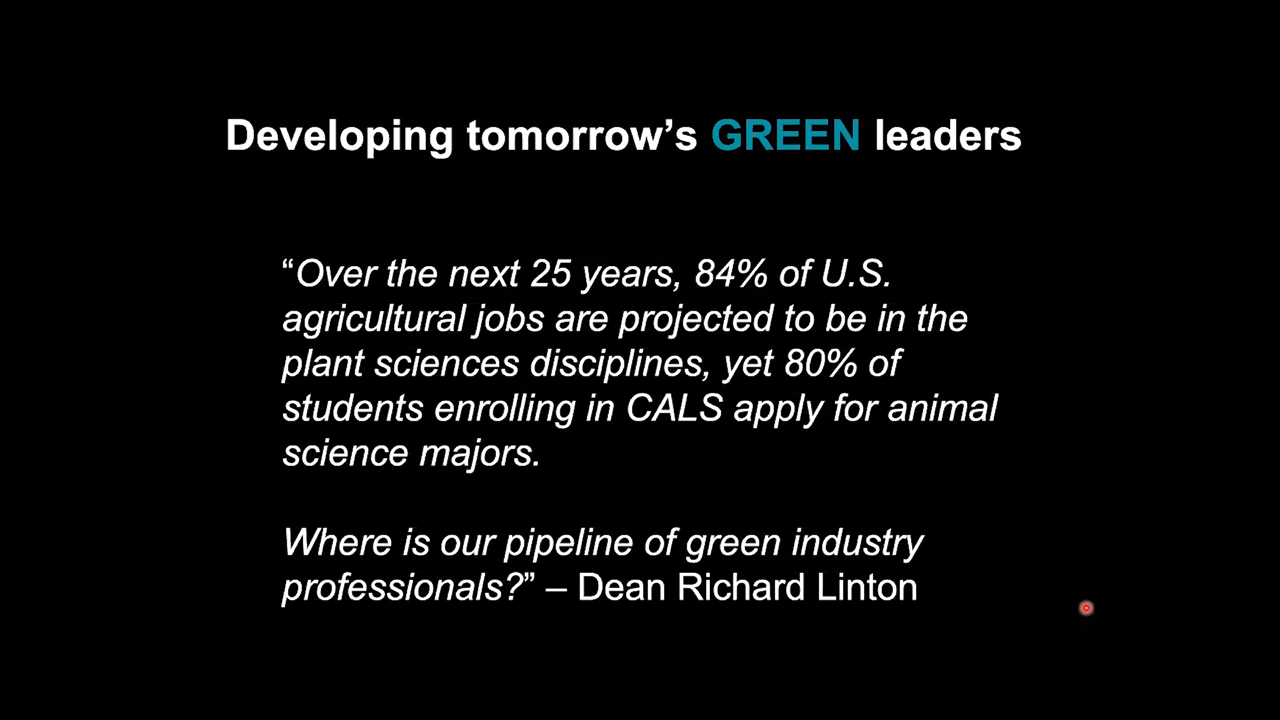 Developing tomorrow’s GREEN leaders
“Over the next 25 years, 84% of U.S.
agricultural jobs are projected to be in the
plant sciences disciplines, yet 80% of
students enrolling in CALS apply for animal
science majors.
Where is our pipeline of green industry
professionals?” – Dean Richard Linton